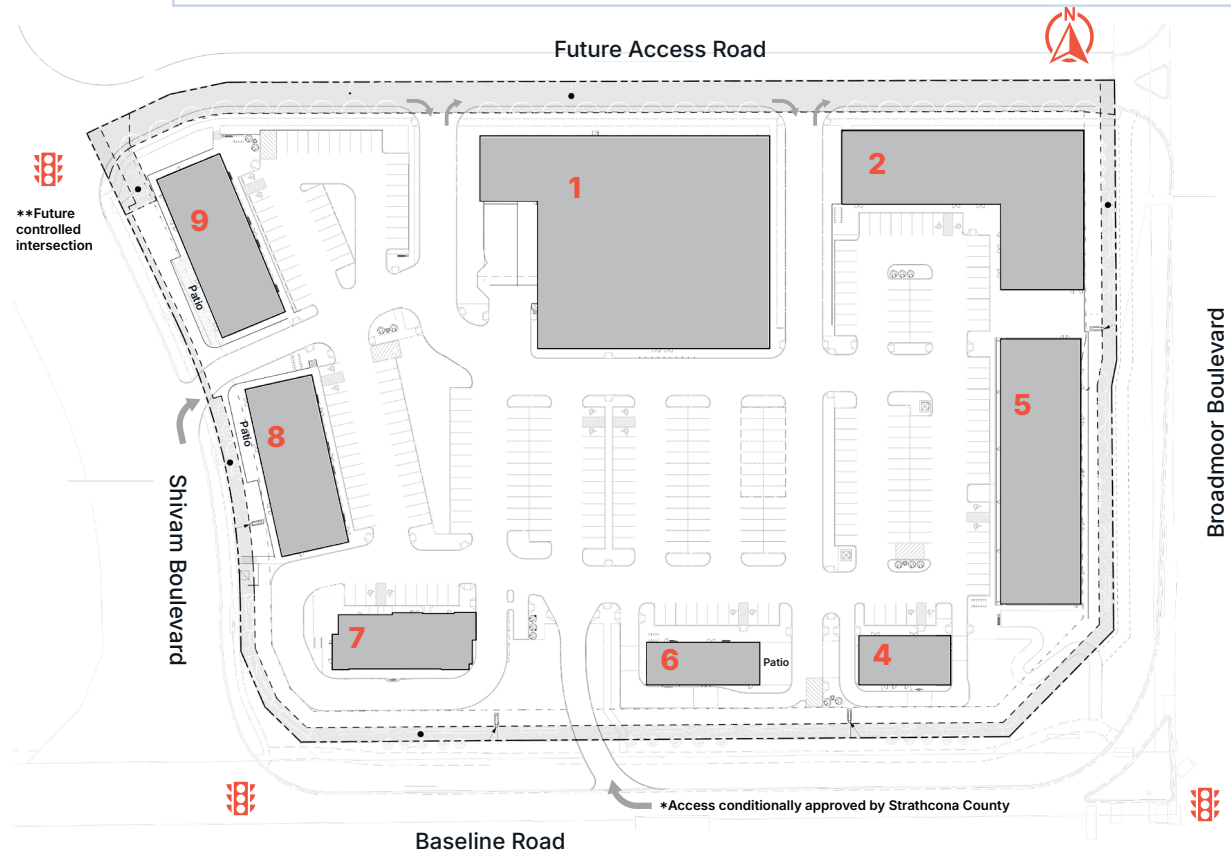 N
Future Access Road
1
2
9
**Future
controlled
intersection
Patio
5
Broadmoor Boulevard
8
Patio
Shivam Boulevard
7
6
Patio
4
*Access conditionally approved by Strathcona County
Baseline Road